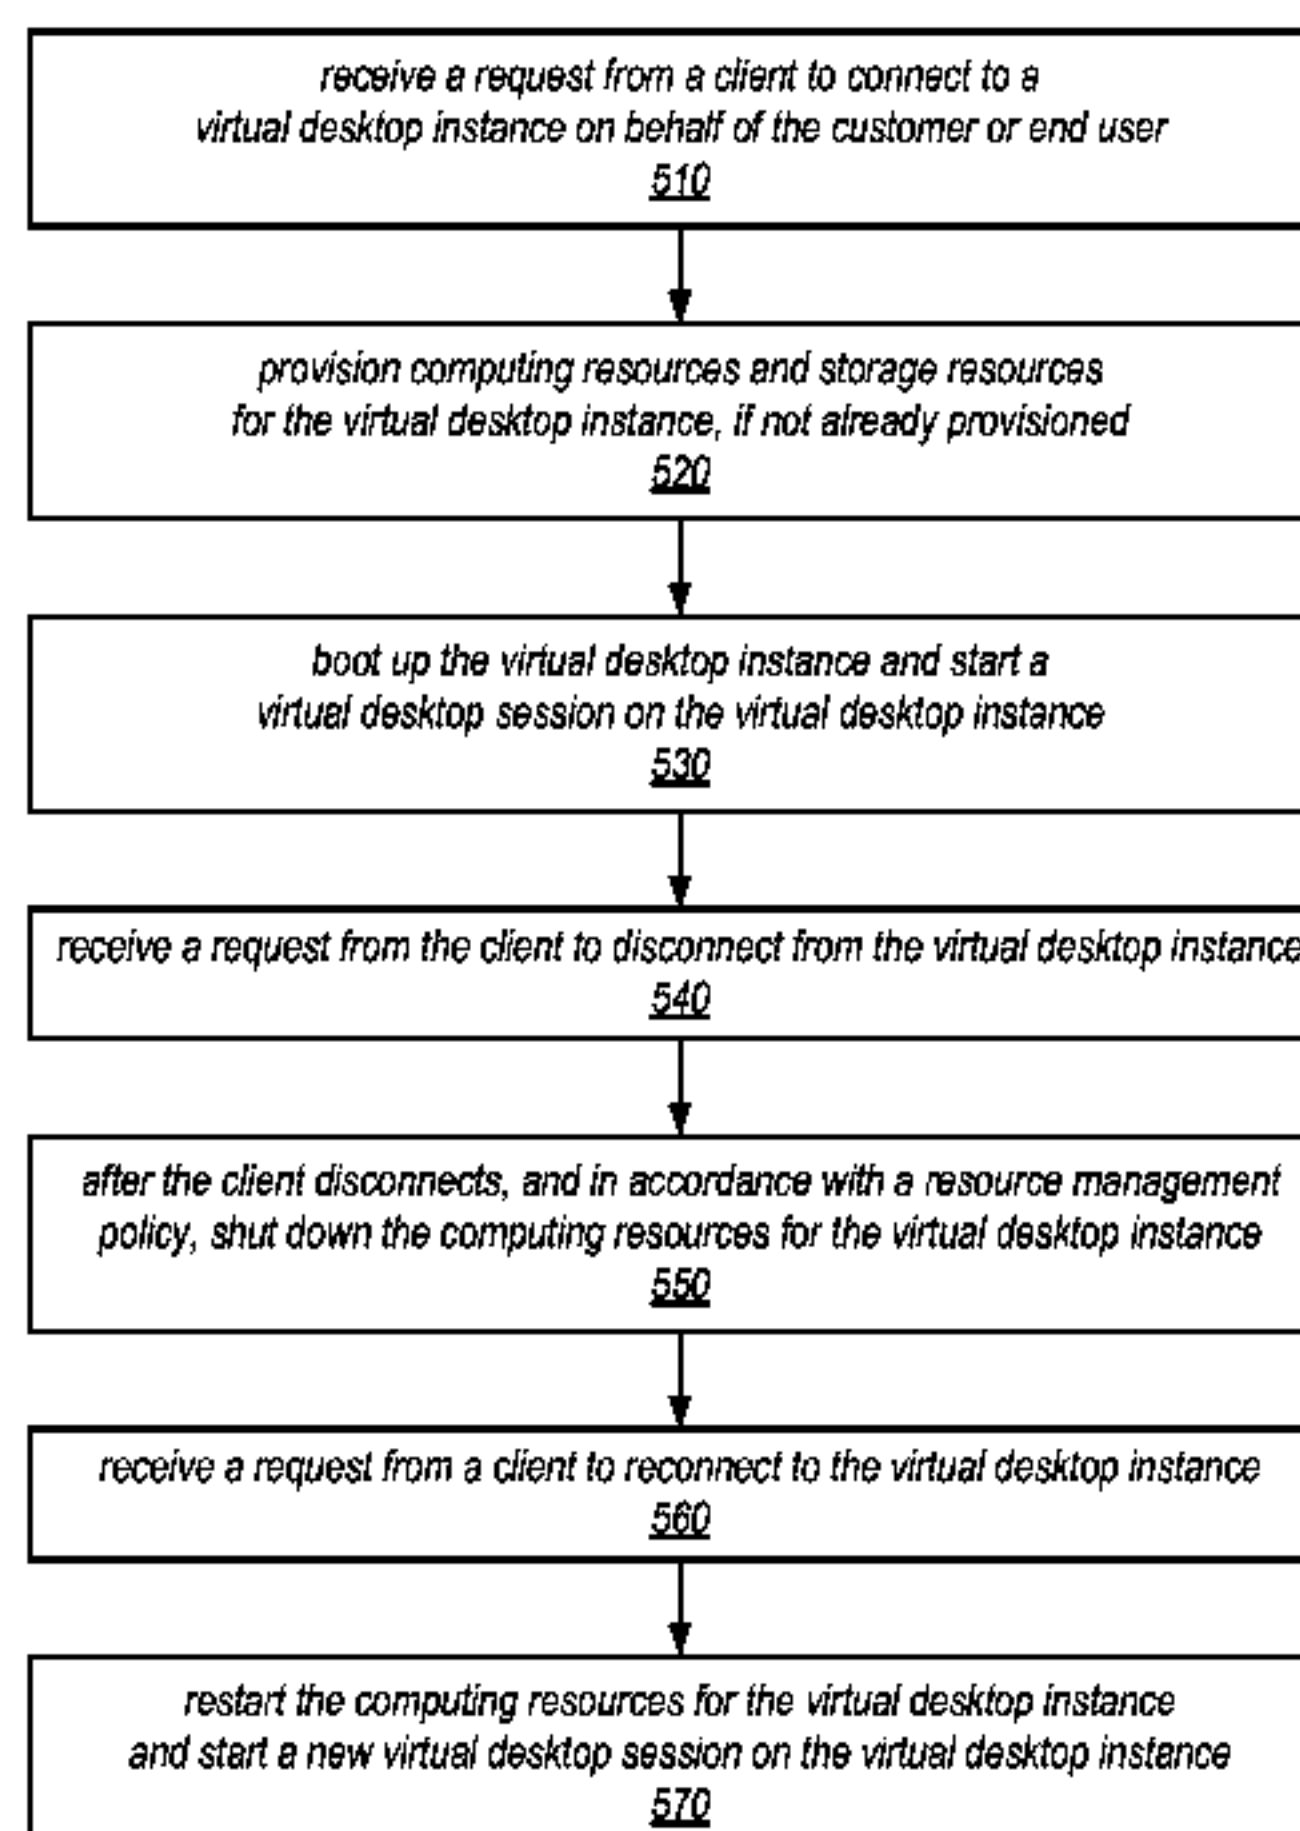 receive a request from a client to connect to a
virtual desktop instance on behalf of the customer or end user
510
provision computing resources and storage resources
for the virtual desktop instance, if not already provisioned
520
boot up the virtual desktop instance and start a
virtual desktop session on the virtual desktop instance
530
receive a request from the client to disconnect from the virtual desktop instance
540
after the client disconnects, and in accordance with a resource management
policy, shut down the computing resources for the virtual desktop instance
550
receive a request from a client to reconnect to the virtual desktop instance
560
restart the computing resources for the virtual desktop instance
and start a new virtual desktop session on the virtual desktop instance
570